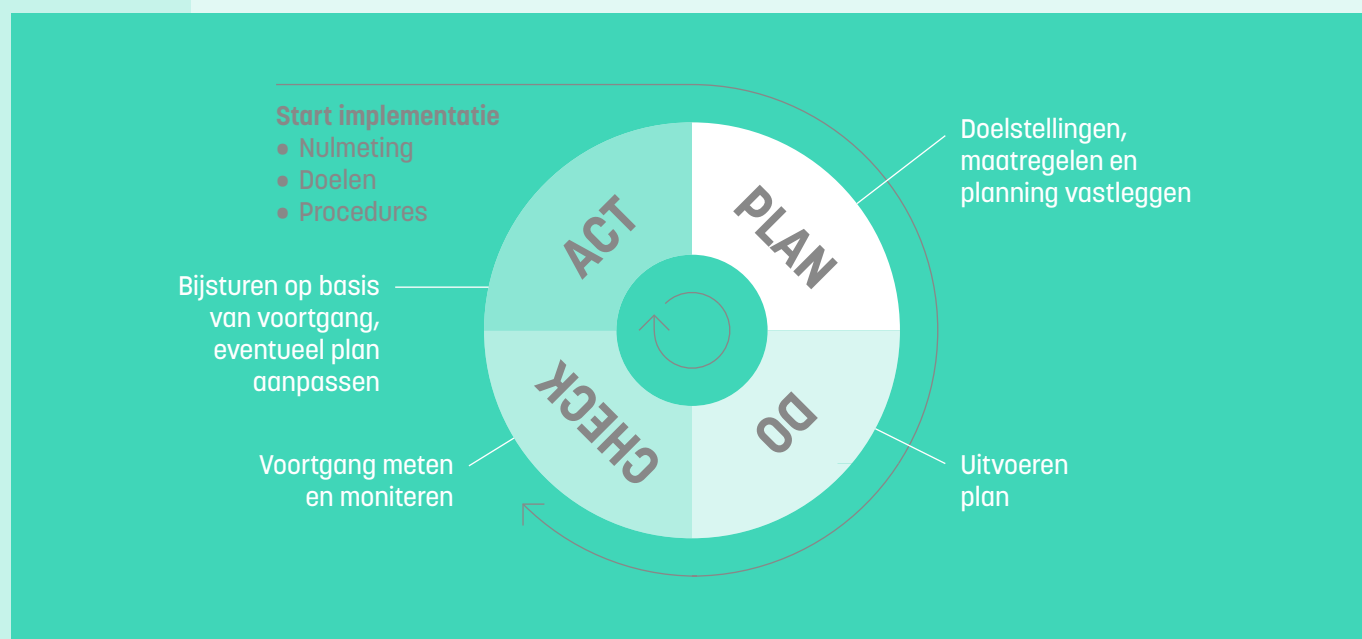 Start implementatie
• Nulmeting
• Doelen
• Procedures
ACT
PLAN
Doelstellingen,
maatregelen en
planning vastleggen
Bijsturen op basis
van voortgang,
eventueel plan
aanpassen
CHECK
DO
Voortgang meten
en moniteren
Uitvoeren
plan